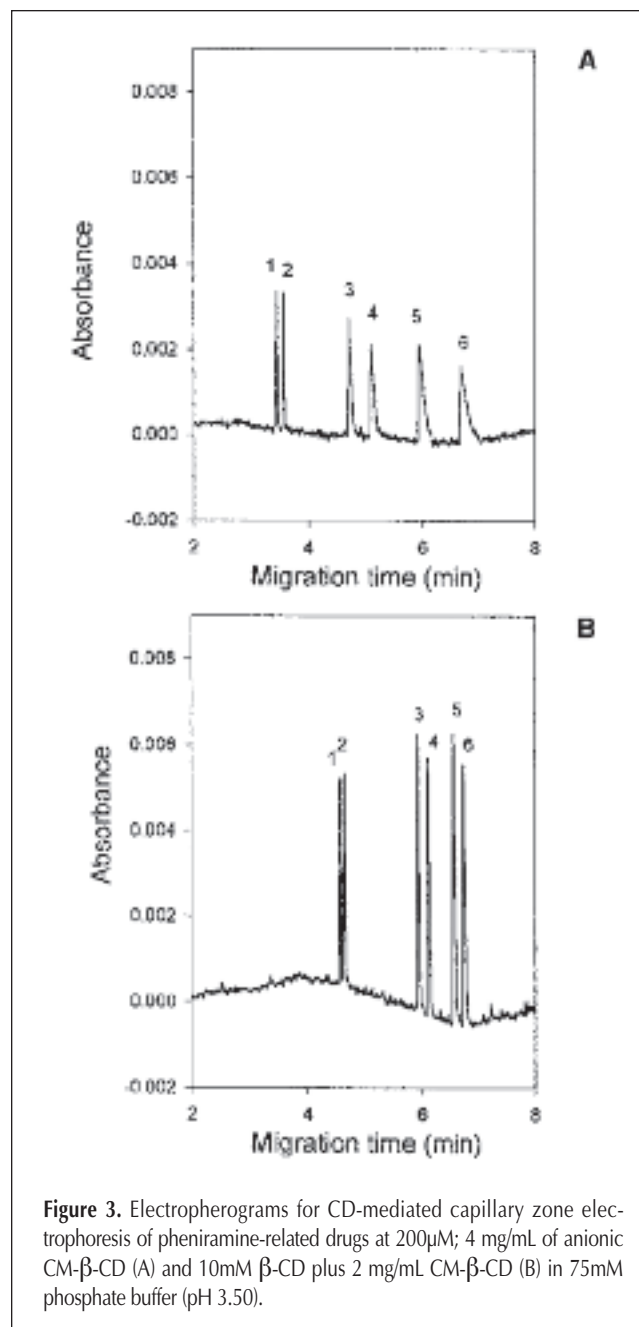 A
0.008
0.006
Absorbance
0.004
1 2
3
4
5
6
0.002
0.000
-0.002
2 4 6 8
Migration time (min)
B
0.008
0.006
Absorbance
0.004
1 2
3
4
5
6
0.002
0.000
-0.002
2 4 6 8
Migration time (min)
Figure 3. Electropherograms for CD-mediated capillary zone elec-
trophoresis of pheniramine-related drugs at 200µM; 4 mg/mL of anionic
CM-β-CD (A) and 10mM β-CD plus 2 mg/mL CM-β-CD (B) in 75mM
phosphate buffer (pH 3.50).